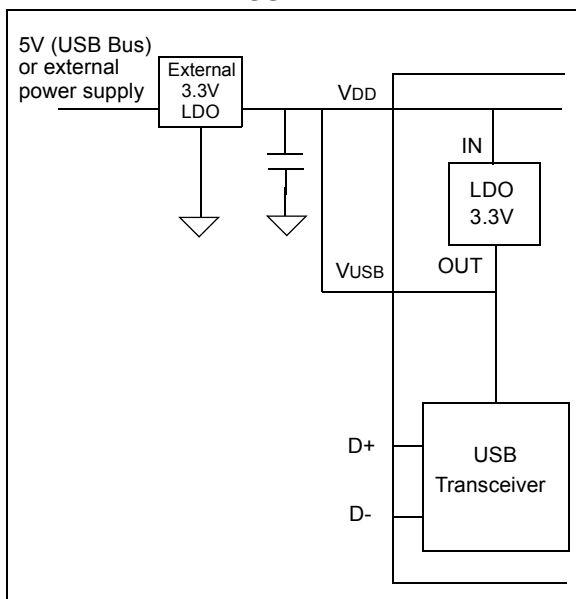 5V (USB Bus)
or external
power supply
External
3.3V
LDO
VDD
IN
LDO
3.3V
OUT
VUSB
D+
D-
USB
Transceiver